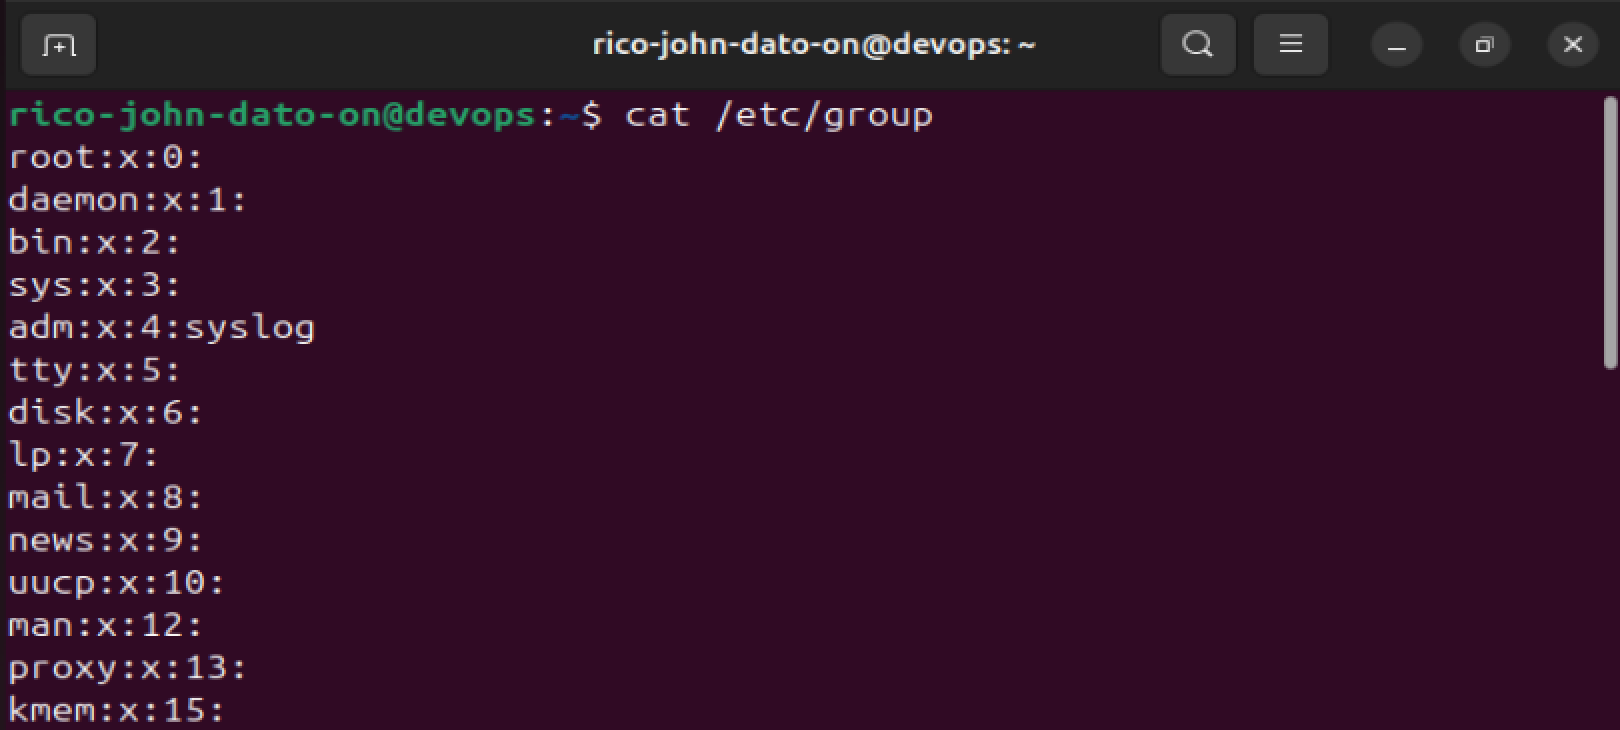 rico-john-dato-on@devops: ~
rico-john-dato-on@devops:~$ cat /etc/group
root:x:0:
daemon:x:1:
bin:x:2:
sys:x:3:
adm:x:4:syslog
tty:x:5:
disk:x:6:
lp:x:7:
mail:x:8:
news:x:9:
uucp:x:10:
man:x:12:
proxy:x:13:
kmem:x:15: